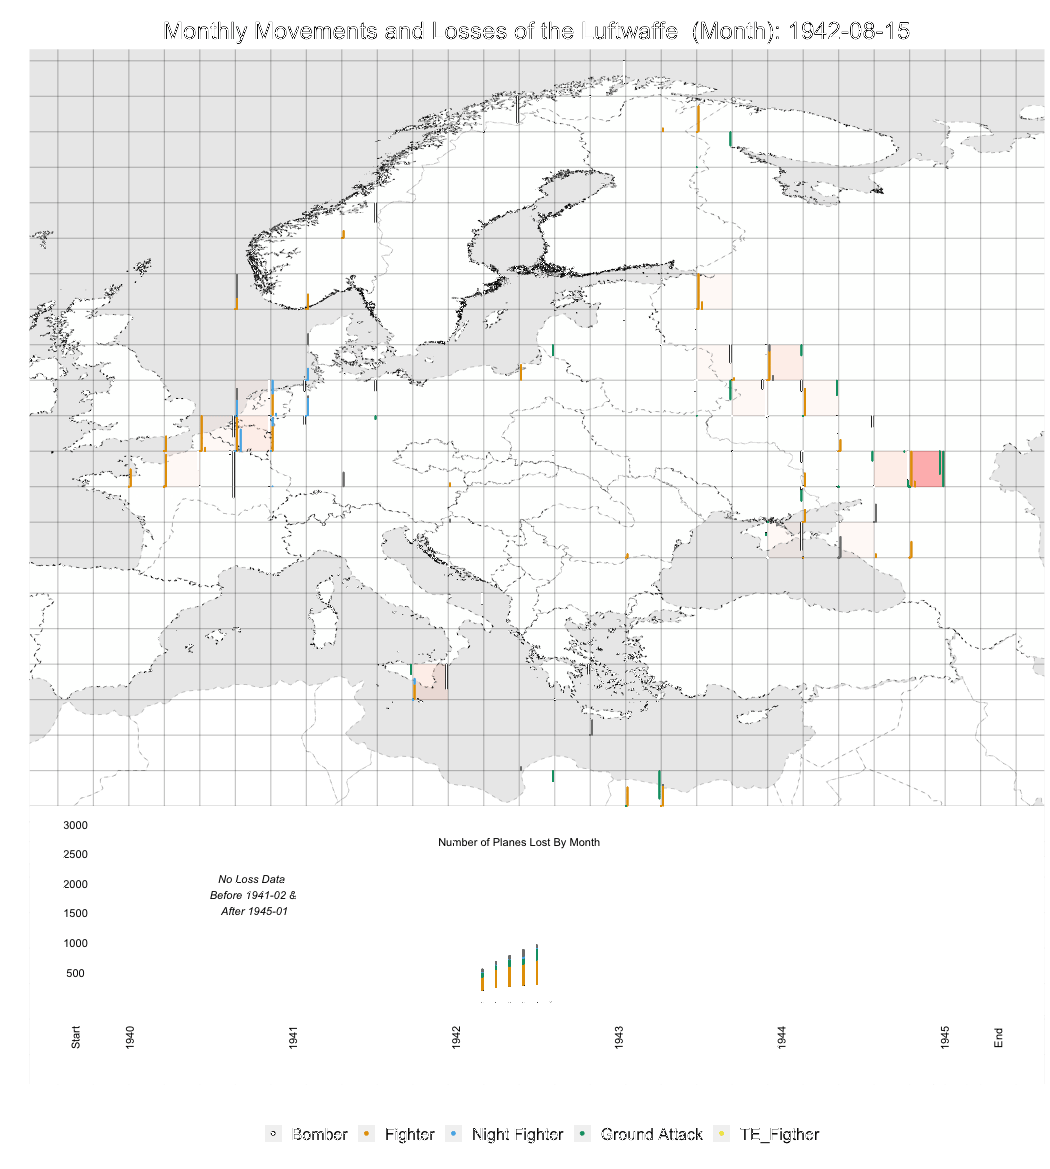 Monthly Movements and Losses of the Luftwaffe (Month): 1942-08-15
3000
Number of Planes Lost By Month
2500
2000
No Loss Data
Before 1941-02 &
After 1945-01
1500
1000
500
Start
1940
1941
1942
1943
1944
1945
End
Bomber Fighter Night Fighter Ground Attack TE_Figther